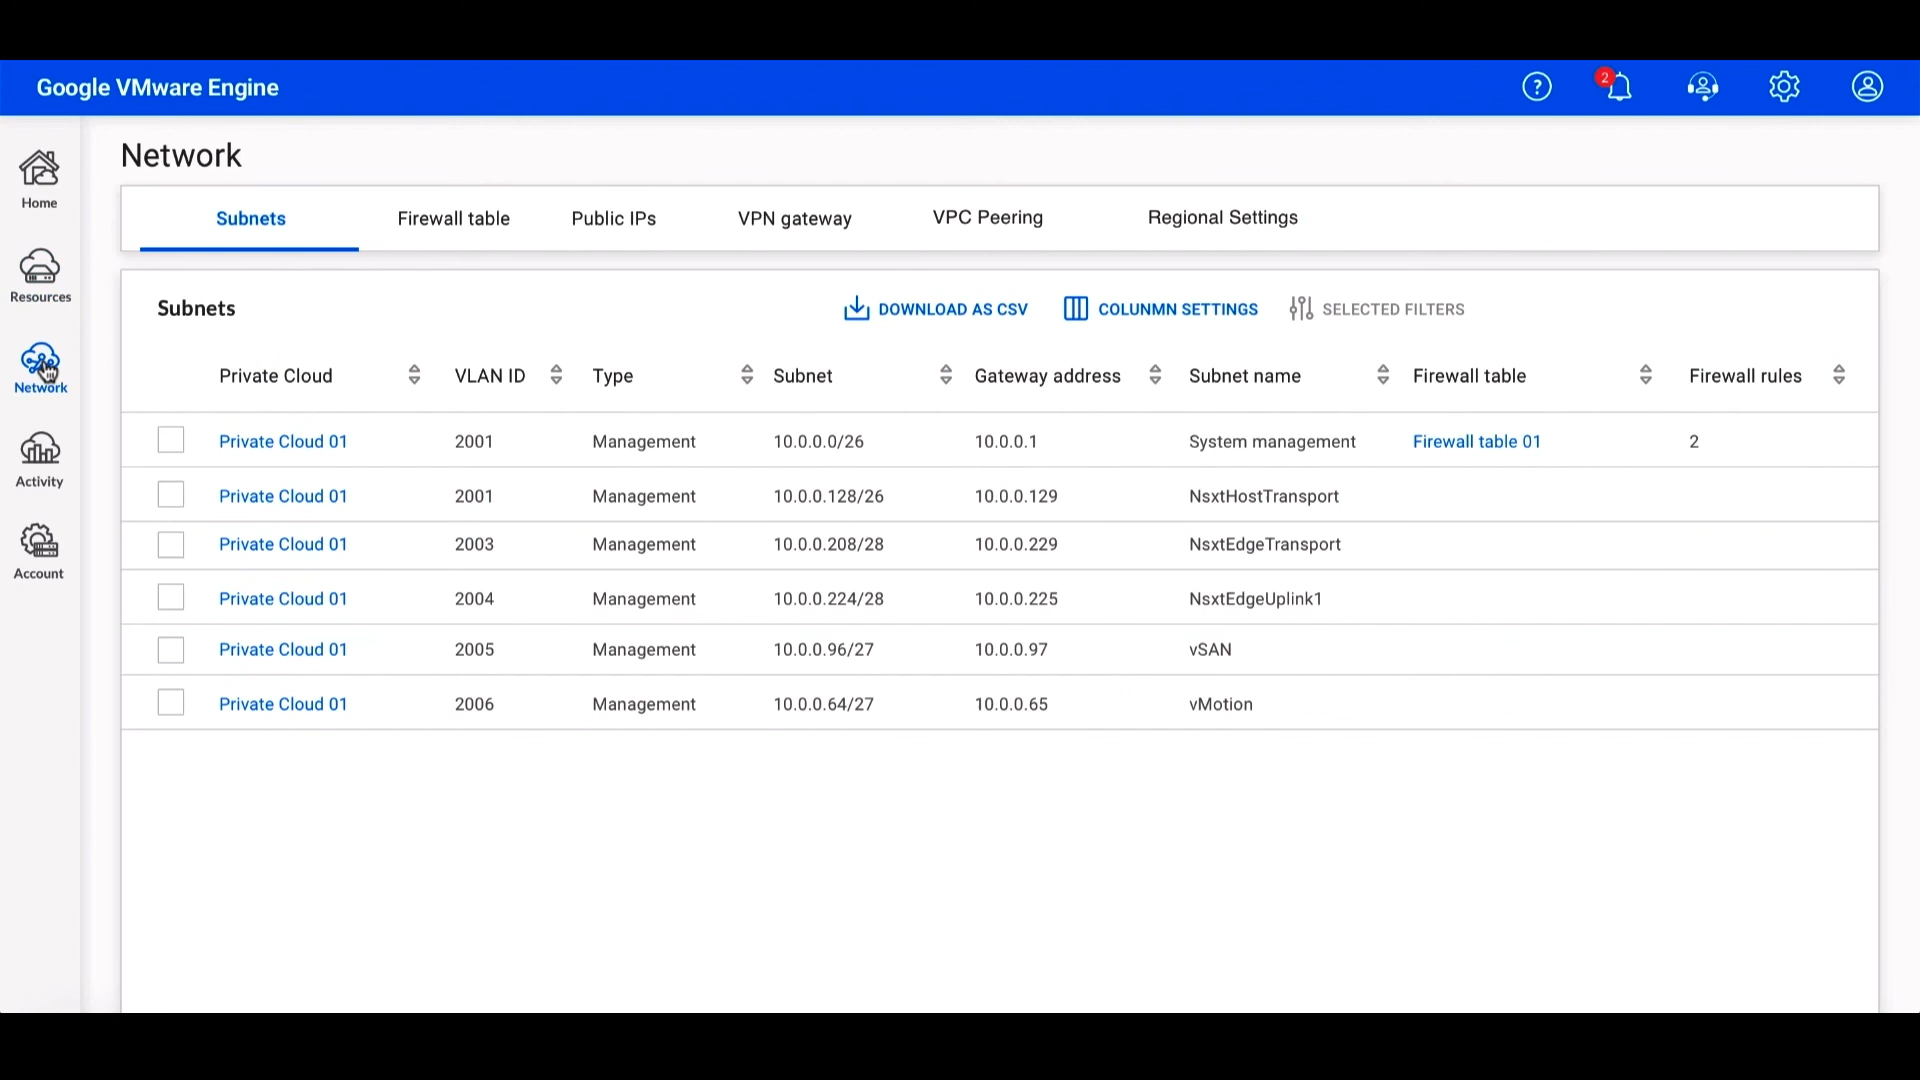 Google VMware Engine
2
Home
Resources
Network
Activity
Account
Network
Subnets Firewall table Public IPs VPN gateway VPC Peering Regional Settings
Subnets DOWNLOAD AS CSV COLUNMN SETTINGS SELECTED FILTERS
Private Cloud VLAN ID Type Subnet Gateway address Subnet name Firewall table Firewall rules
Private Cloud 01 2001 Management 10.0.0.0/26 10.0.0.1 System management Firewall table 01 2
Private Cloud 01 2001 Management 10.0.0.128/26 10.0.0.129 NsxtHostTransport
Private Cloud 01 2003 Management 10.0.0.208/28 10.0.0.229 NsxtEdgeTransport
Private Cloud 01 2004 Management 10.0.0.224/28 10.0.0.225 NsxtEdgeUplink1
Private Cloud 01 2005 Management 10.0.0.96/27 10.0.0.97 vSAN
Private Cloud 01 2006 Management 10.0.0.64/27 10.0.0.65 vMotion